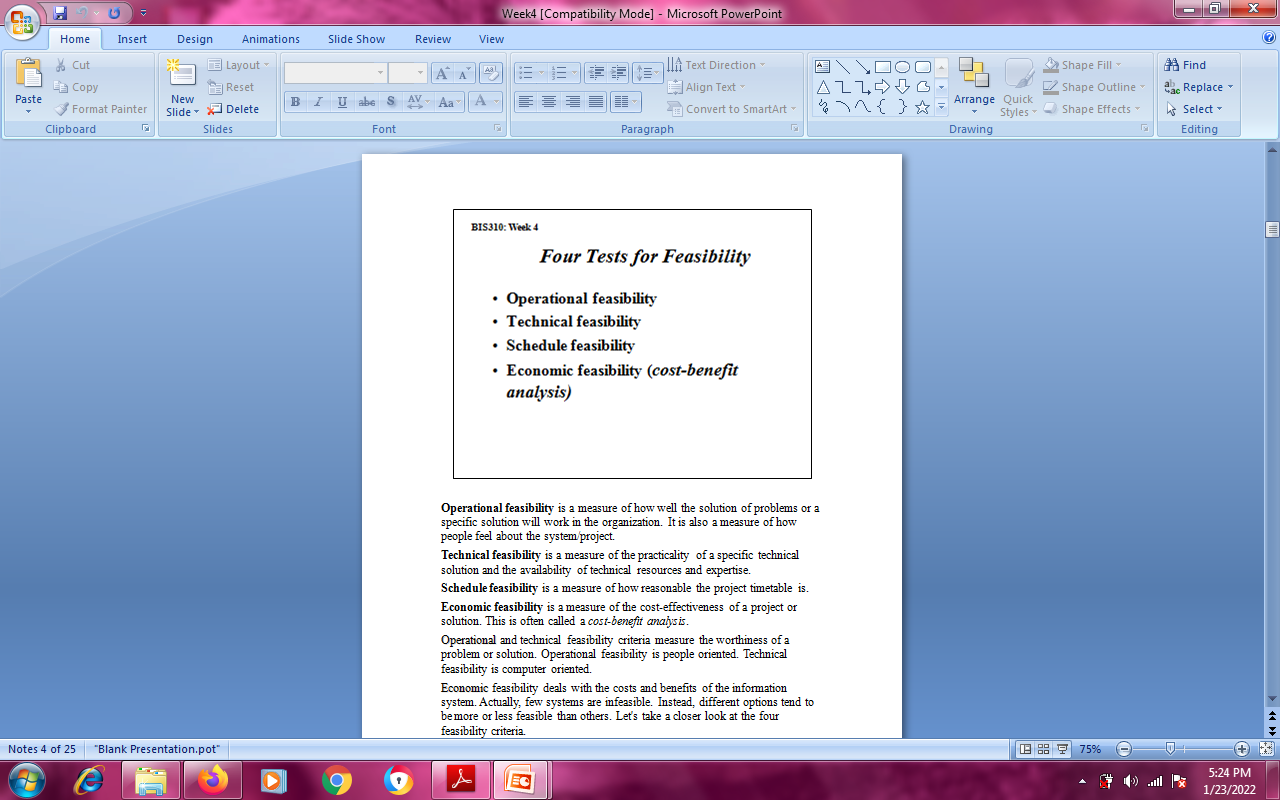 Week4 [Compatibility Mode] - Microsoft PowerPoint
Home Insert Design Animations Slide Show Review View
Paste
Cut
Copy
Format Painter
Clipboard
New
Slide
Layout
Reset
Delete
Slides
B I U abc S AV Aa A
Font
Text Direction
Align Text
Convert to SmartArt
Paragraph
Arrange
Quick
Styles
Shape Fill
Shape Outline
Shape Effects
Drawing
Find
Replace
Select
Editing
BIS310: Week 4
Four Tests for Feasibility
• Operational feasibility
• Technical feasibility
• Schedule feasibility
• Economic feasibility (cost-benefit
analysis)
Operational feasibility is a measure of how well the solution of problems or a
specific solution will work in the organization. It is also a measure of how
people feel about the system/project.
Technical feasibility is a measure of the practicality of a specific technical
solution and the availability of technical resources and expertise.
Schedule feasibility is a measure of how reasonable the project timetable is.
Economic feasibility is a measure of the cost-effectiveness of a project or
solution. This is often called a cost-benefit analysis.
Operational and technical feasibility criteria measure the worthiness of a
problem or solution. Operational feasibility is people oriented. Technical
feasibility is computer oriented.
Economic feasibility deals with the costs and benefits of the information
system. Actually, few systems are infeasible. Instead, different options tend to
be more or less feasible than others. Let's take a closer look at the four
feasibility criteria.
Notes 4 of 25 "Blank Presentation.pot" 75%
5:24 PM
1/23/2022